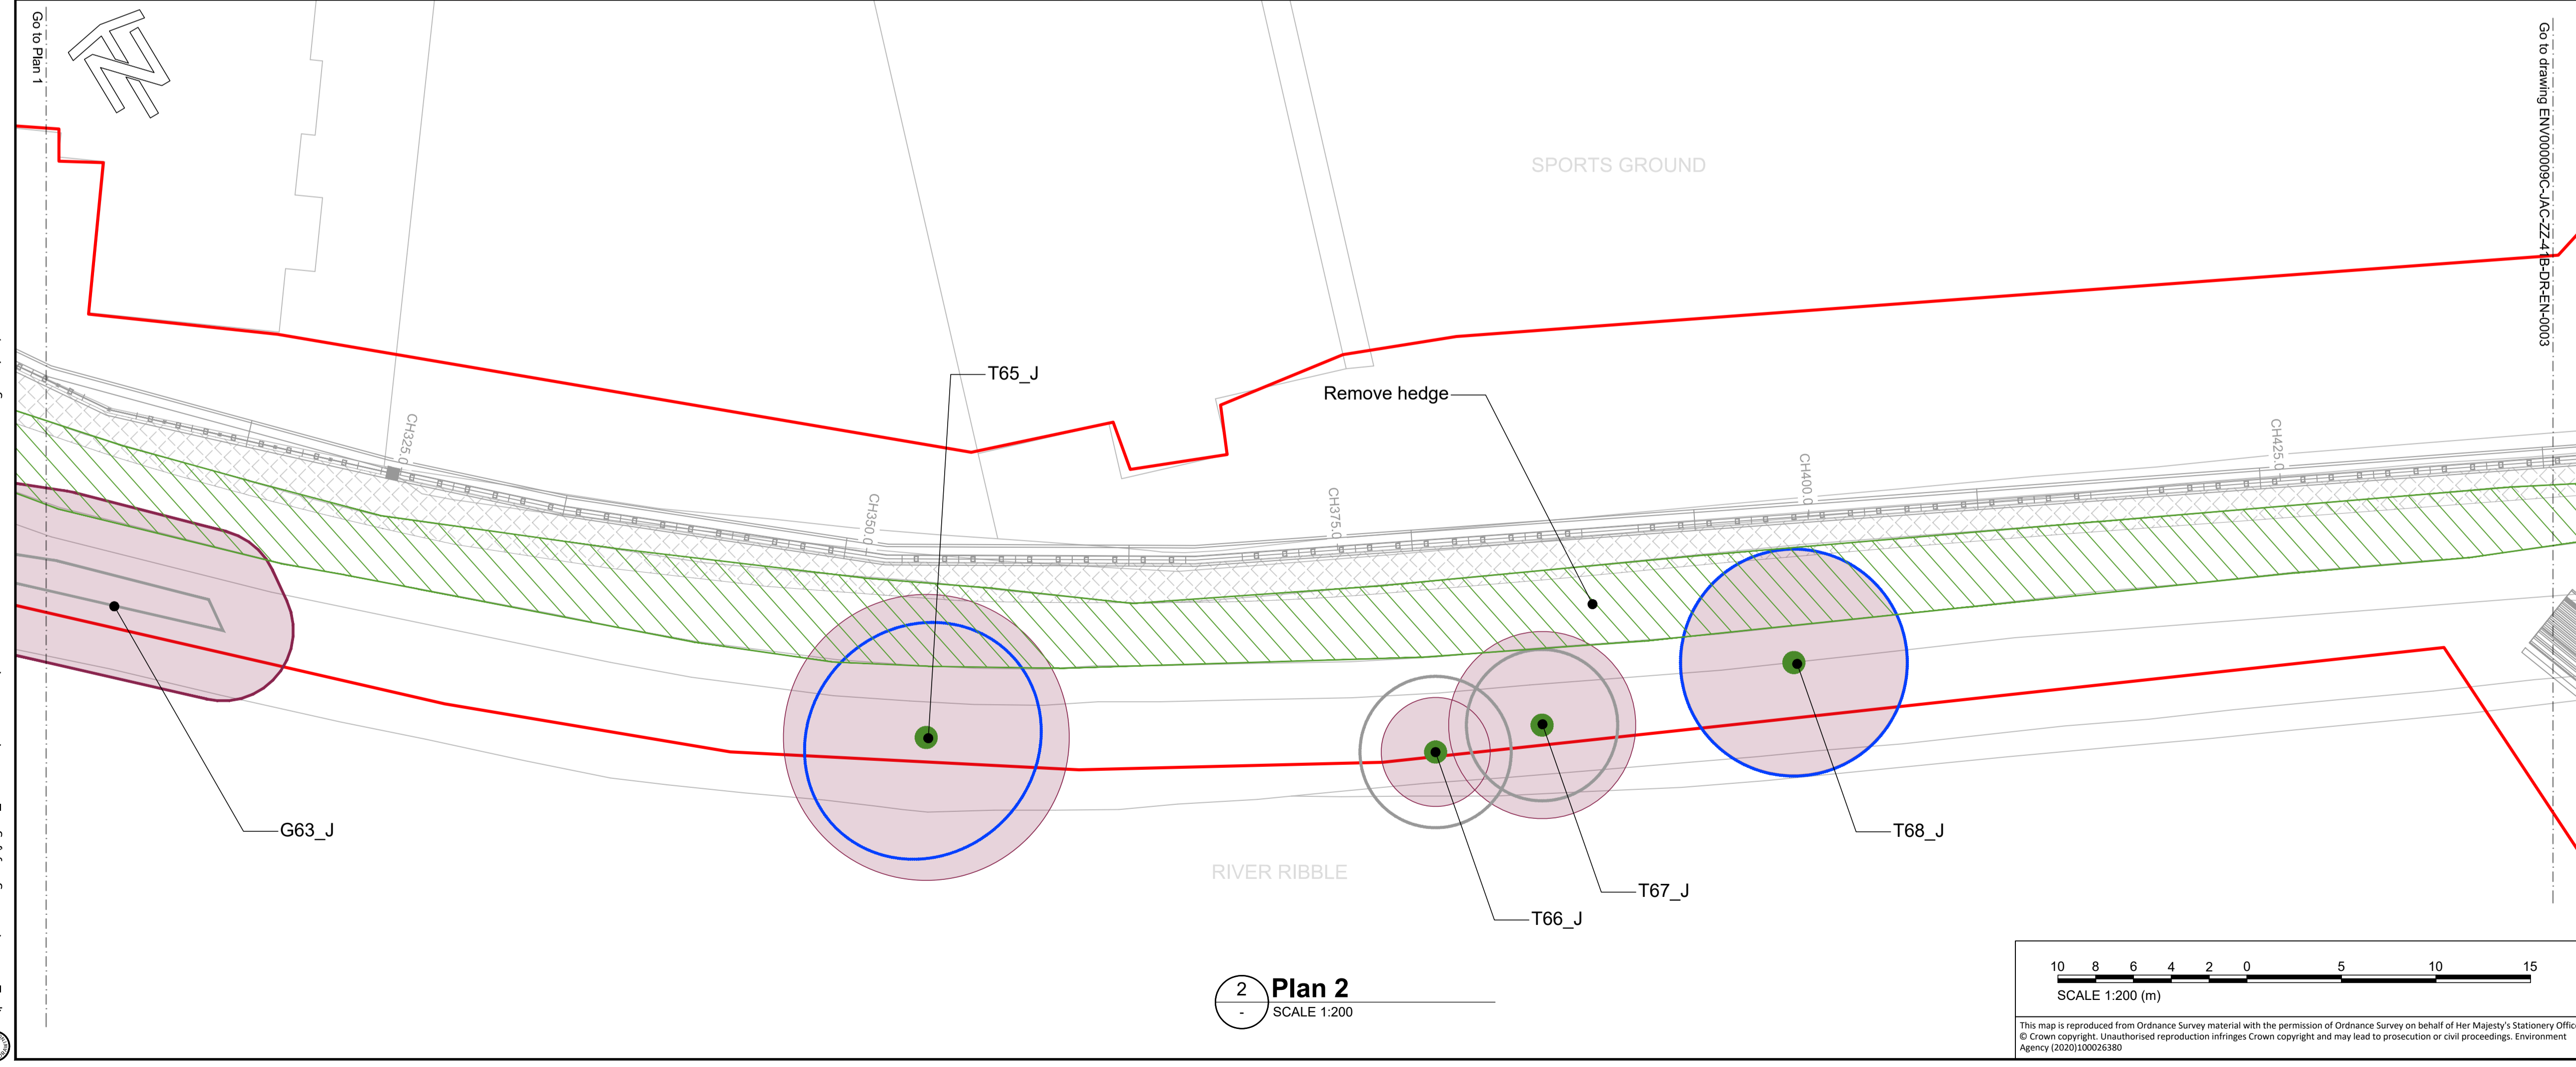 Go to Plan 1
Go to drawing ENV000009C-JAC-ZZ-41B-DR-EN-0003
SPORTS GROUND
T65_J
Remove hedge
CH325.0
CH350.0
CH375.0
CH400.0
CH425.0
G63_J
T68_J
RIVER RIBBLE
T67_J
T66_J
2
-
Plan 2
SCALE 1:200
10 8 6 4 2 0 5 10 15
SCALE 1:200 (m)
This map is reproduced from Ordnance Survey material with the permission of Ordnance Survey on behalf of Her Majesty's Stationery
© Crown copyright. Unauthorised reproduction infringes Crown copyright and may lead to prosecution or civil proceedings. Environment
Agency (2020)100026380